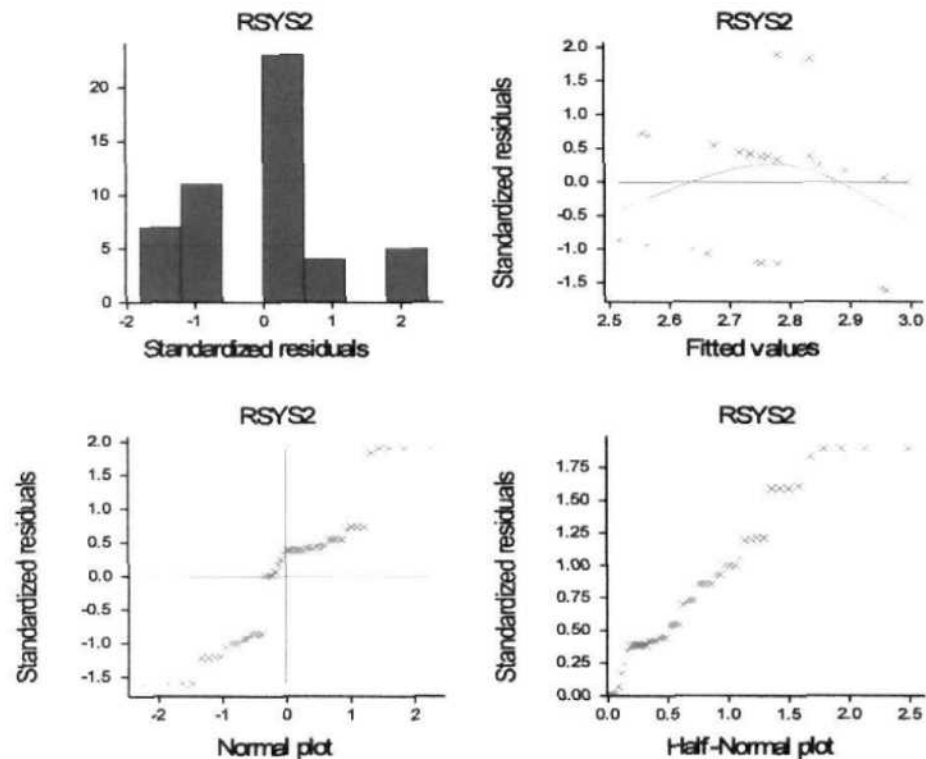 RSYS2
20
15
10
5
0
-2 -1 0 1 2
Standardized residuals
RSYS2
Standardized residuals
2.0
1.5
1.0
0.5
0.0
-0.5
-1.0
-1.5
2.5 2.6 2.7 2.8 2.9 3.0
Fitted values
RSYS2
Standardized residuals
2.0
1.5
1.0
0.5
0.0
-0.5
-1.0
-1.5
-2 -1 0 1 2
Normal plot
RSYS2
Standardized residuals
1.75
1.50
1.25
1.00
0.75
0.50
0.25
0.00
0.0 0.5 1.0 1.5 2.0 2.5
Half-Normal plot